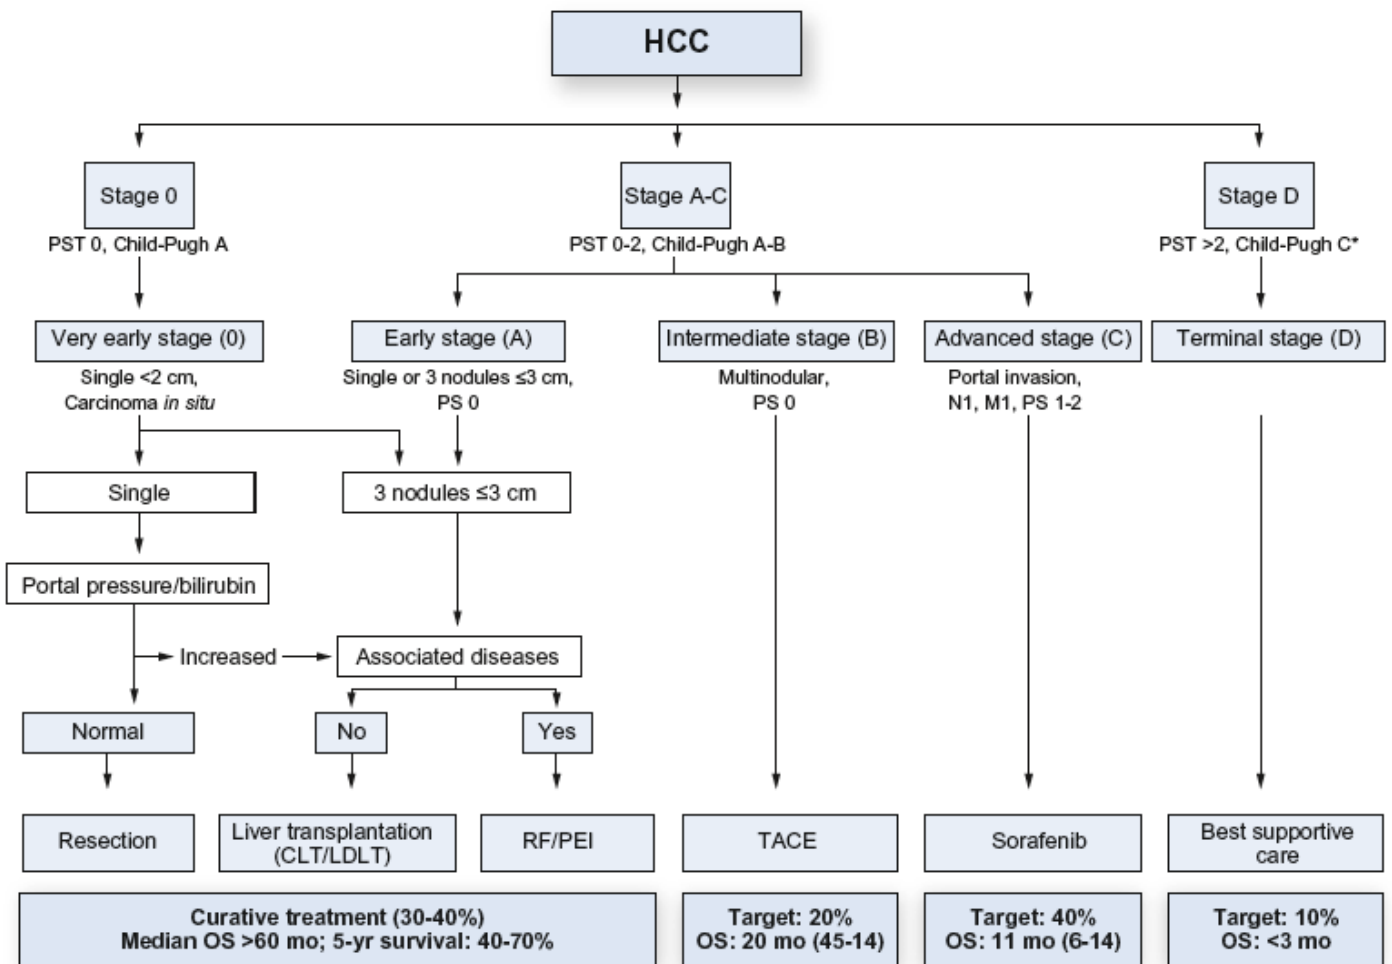 HCC
Stage 0
Stage A-C
Stage D
PST 0, Child-Pugh A
PST 0-2, Child-Pugh A-B
PST >2, Child-Pugh C*
Very early stage (0)
Early stage (A)
Intermediate stage (B)
Advanced stage (C)
Terminal stage (D)
Single <2 cm,
Carcinoma in situ
Single or 3 nodules ≤3 cm,
PS 0
Multinodular,
PS 0
Portal invasion,
N1, M1, PS 1-2
Single
3 nodules ≤3 cm
Portal pressure/bilirubin
Increased
Associated diseases
Normal
No
Yes
Resection
Liver transplantation
(CLT/LDLT)
RF/PEI
TACE
Sorafenib
Best supportive
care
Curative treatment (30-40%)
Median OS >60 mo; 5-yr survival: 40-70%
Target: 20%
OS: 20 mo (45-14)
Target: 40%
OS: 11 mo (6-14)
Target: 10%
OS: <3 mo